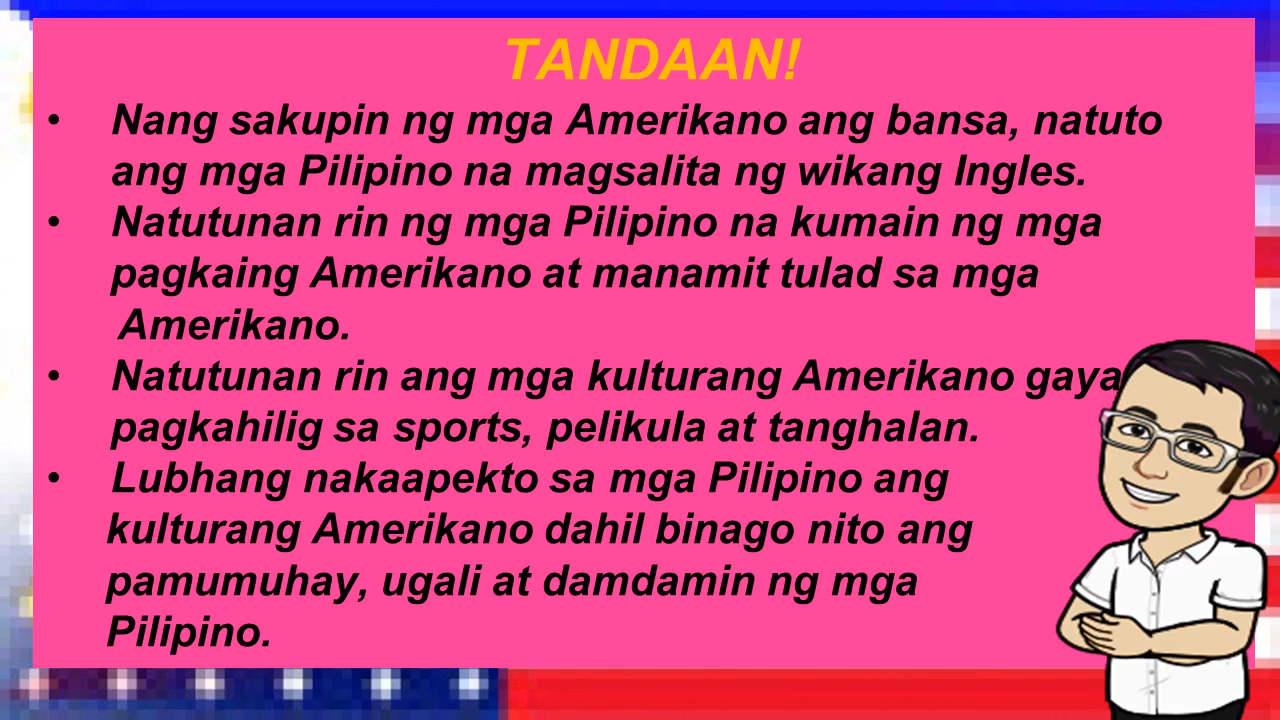 TANDAAN!
• Nang sakupin ng mga Amerikano ang bansa, natuto
ang mga Pilipino na magsalita ng wikang Ingles.
• Natutunan rin ng mga Pilipino na kumain ng mga
pagkaing Amerikano at manamit tulad sa mga
Amerikano.
• Natutunan rin ang mga kulturang Amerikano gaya
pagkahilig sa sports, pelikula at tanghalan.
• Lubhang nakaapekto sa mga Pilipino ang
kulturang Amerikano dahil binago nito ang
pamumuhay, ugali at damdamin ng mga
Pilipino.